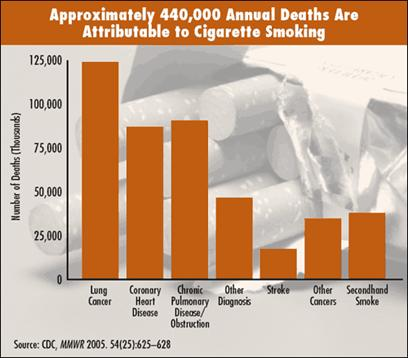 Approximately 440,000 Annual Deaths Are
Attributable to Cigarette Smoking
Number of Deaths (Thousands)
125,000
100,000
75,000
50,000
25,000
0
Lung
Cancer
Coronary
Heart
Disease
Chronic
Pulmonary
Disease/
Obstruction
Other
Diagnosis
Stroke
Other
Cancers
Secondhand
Smoke
Source: CDC, MMWR 2005. 54(25):625–628